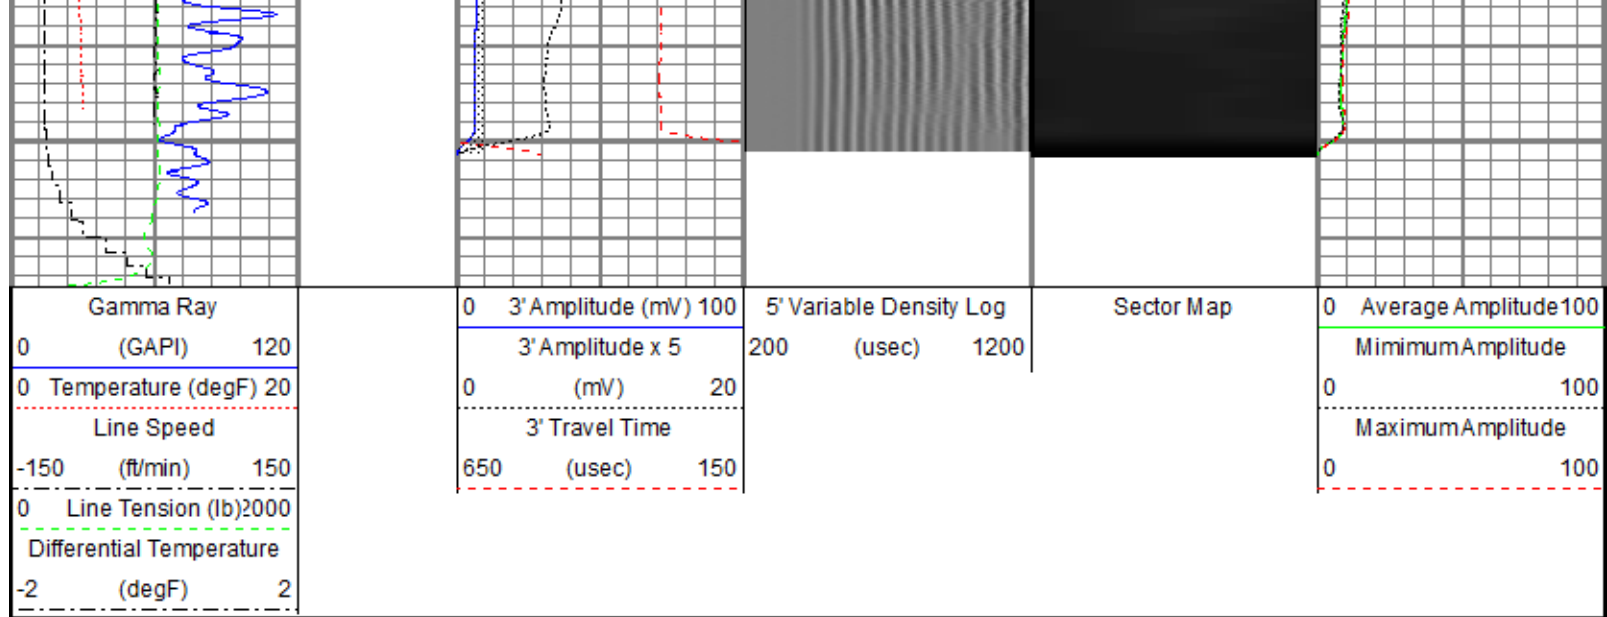 Gamma Ray
0 (GAPI) 120
0 Temperature (degF) 20
Line Speed
-150 (ft/min) 150
0 Line Tension (lb) 2000
Differential Temperature
-2 (degF) 2
0 3' Amplitude (mV) 100
3' Amplitude x 5
0 (mV) 20
3' Travel Time
650 (usec) 150
5' Variable Density Log
200 (usec) 1200
Sector Map
0 Average Amplitude 100
Mimimum Amplitude
0 100
Maximum Amplitude
0 100